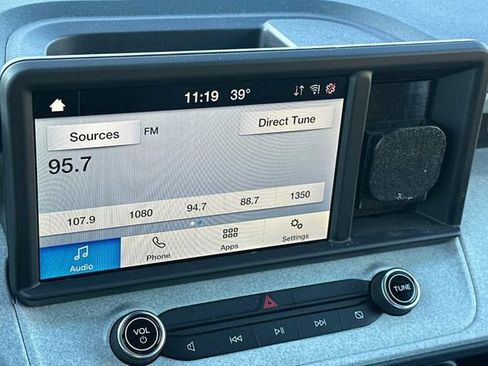 11:19 39°
Sources FM Direct Tune
95.7
107.9 1080 94.7 88.7 1350
Audio Phone Apps Settings
VOL TUNE